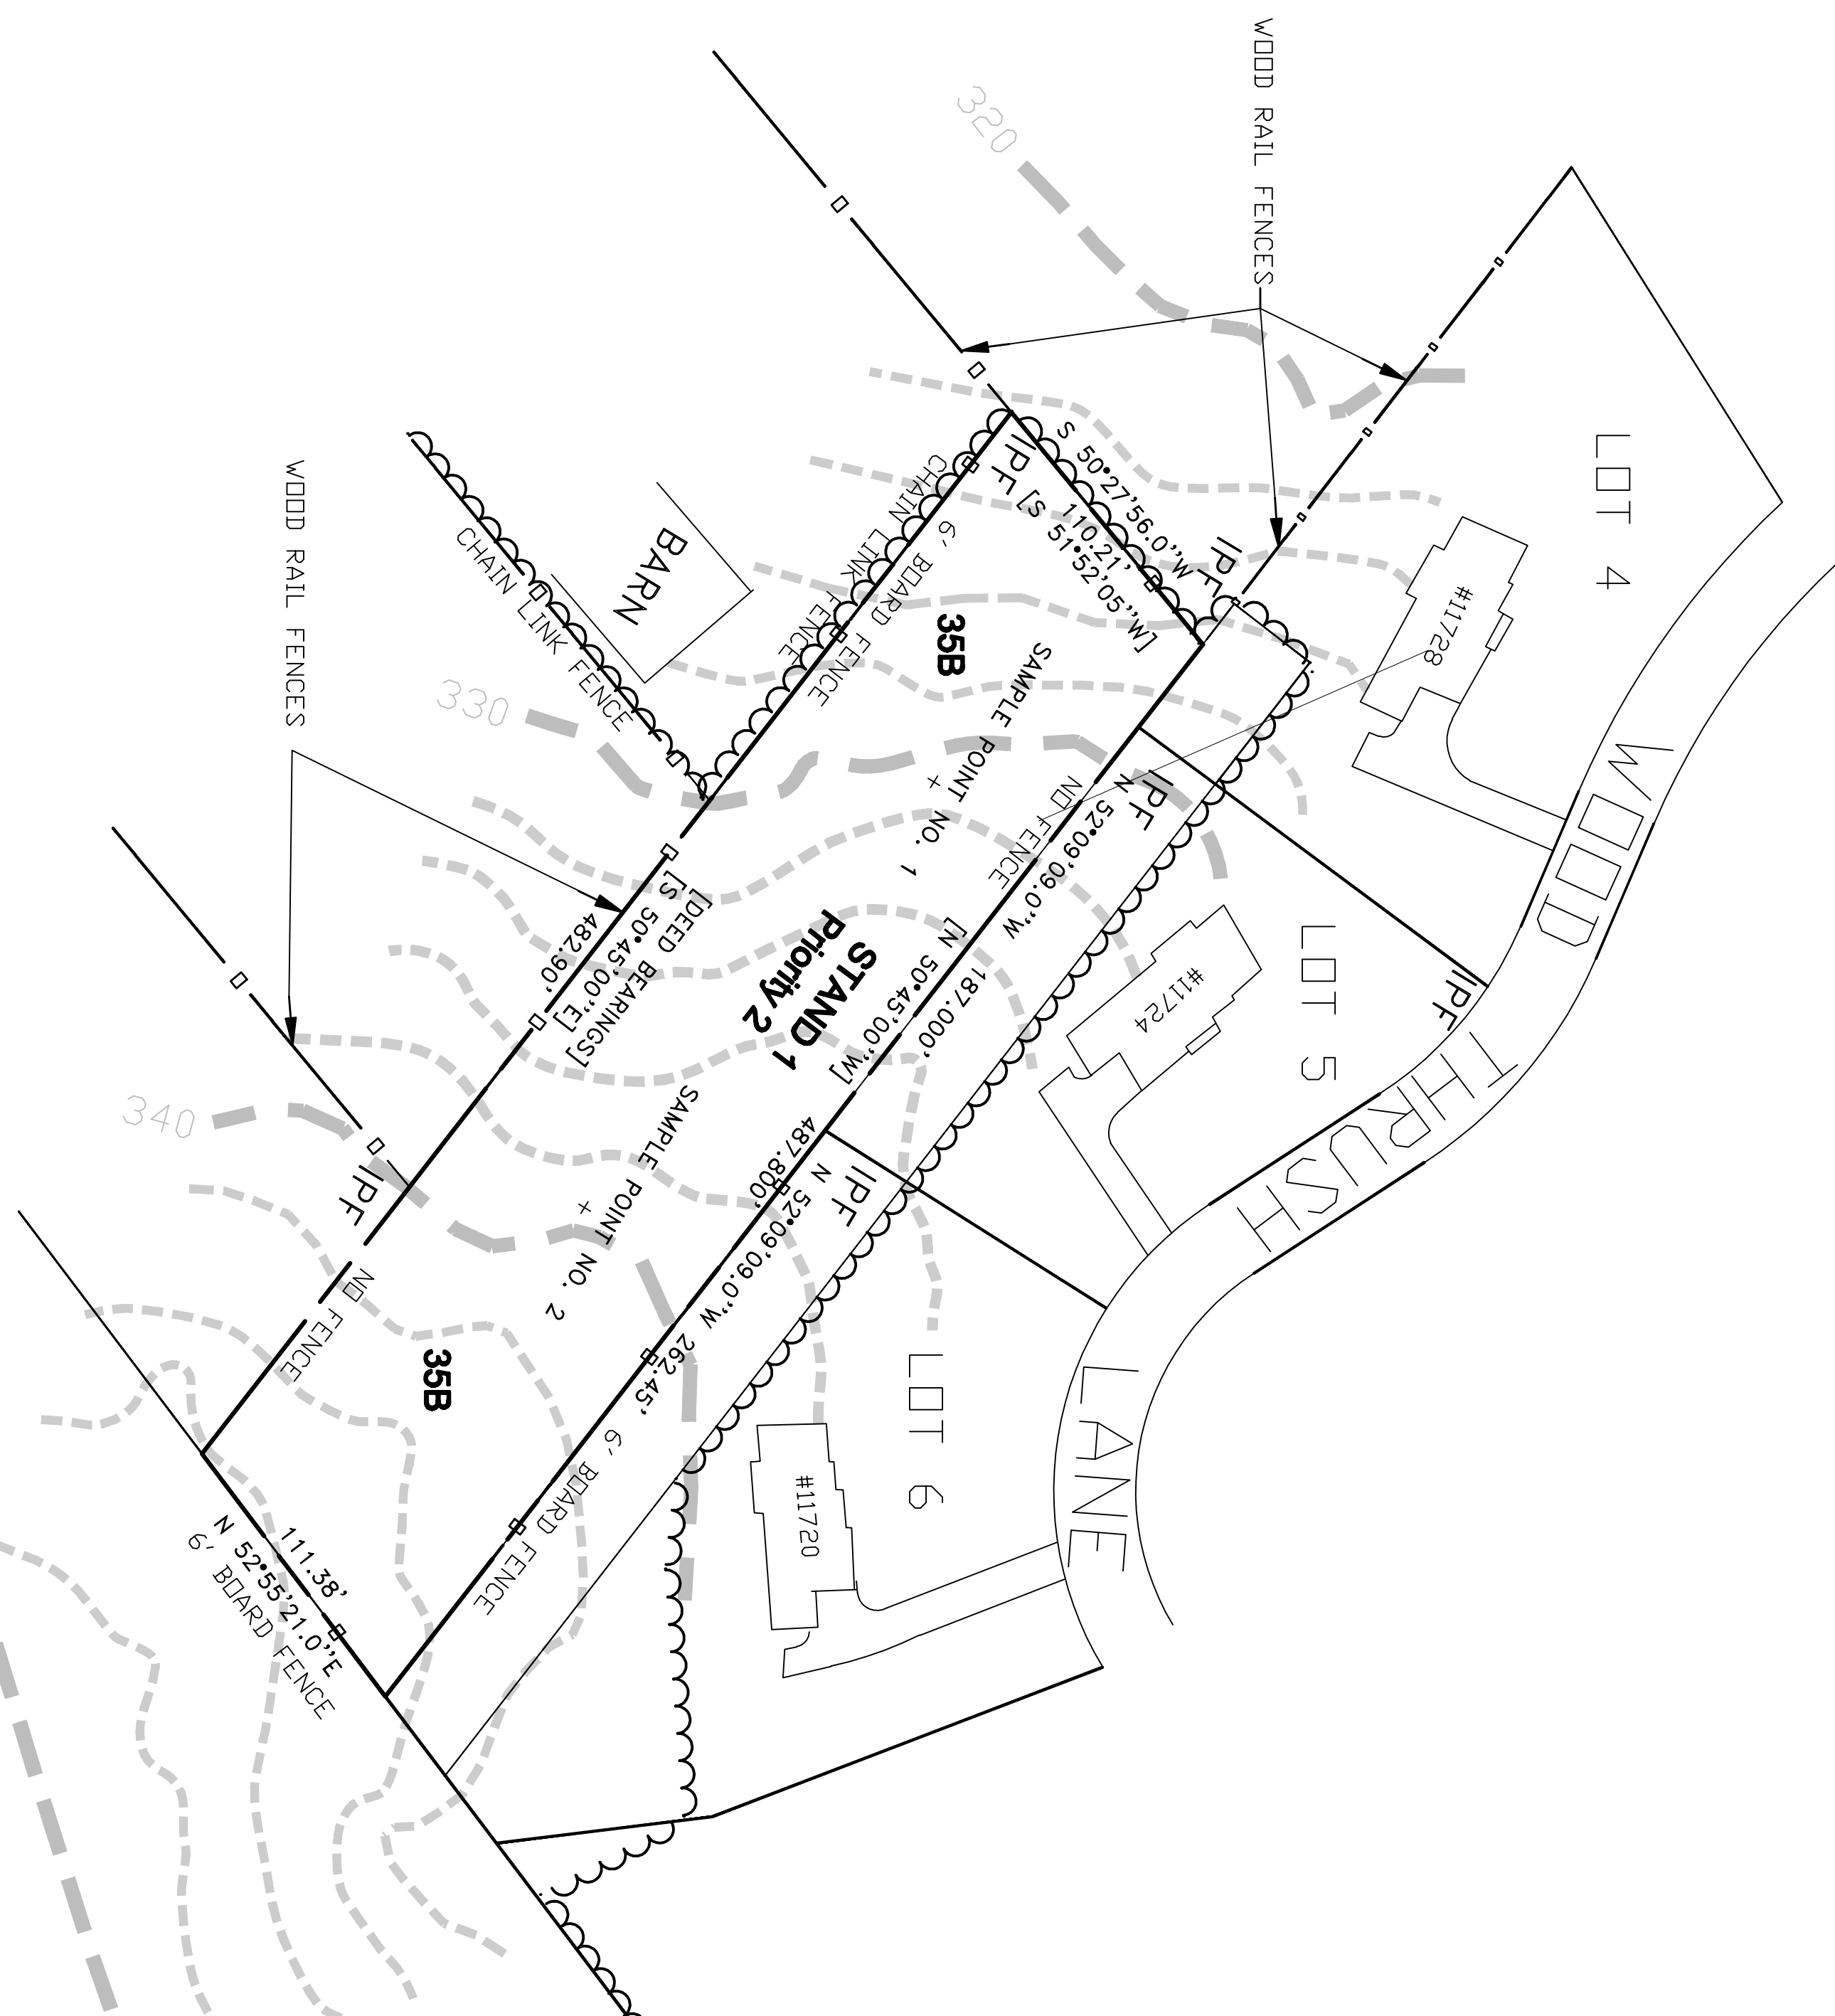 WOOD RAIL FENCES
320
LOT 4
#11728
WOOD THRUSH LANE
S 50°27'56.0"W
110.21'
[S 51°52'05"W]
IPF
IPF
CHAIN LINK FENCE
6' BOARD FENCE
BARN
CHAIN LINK FENCE
WOOD RAIL FENCES
330
35B
SAMPLE POINT NO. 1
NO FENCE
IPF
N 52°09'09.0"W
187.000'
[N 50°45'00"W]
LOT 5
#11724
IPF
STAND 1
Priority 2
[DEED BEARINGS]
[S 50°45'00"E]
482.90'
340
IPF
SAMPLE POINT NO. 2
487.800'
IPF
N 52°09'09.0"W 262.45'
NO FENCE
35B
LOT 6
#11720
6' BOARD FENCE
111.38'
N 52°55'21.0"E
6' BOARD FENCE